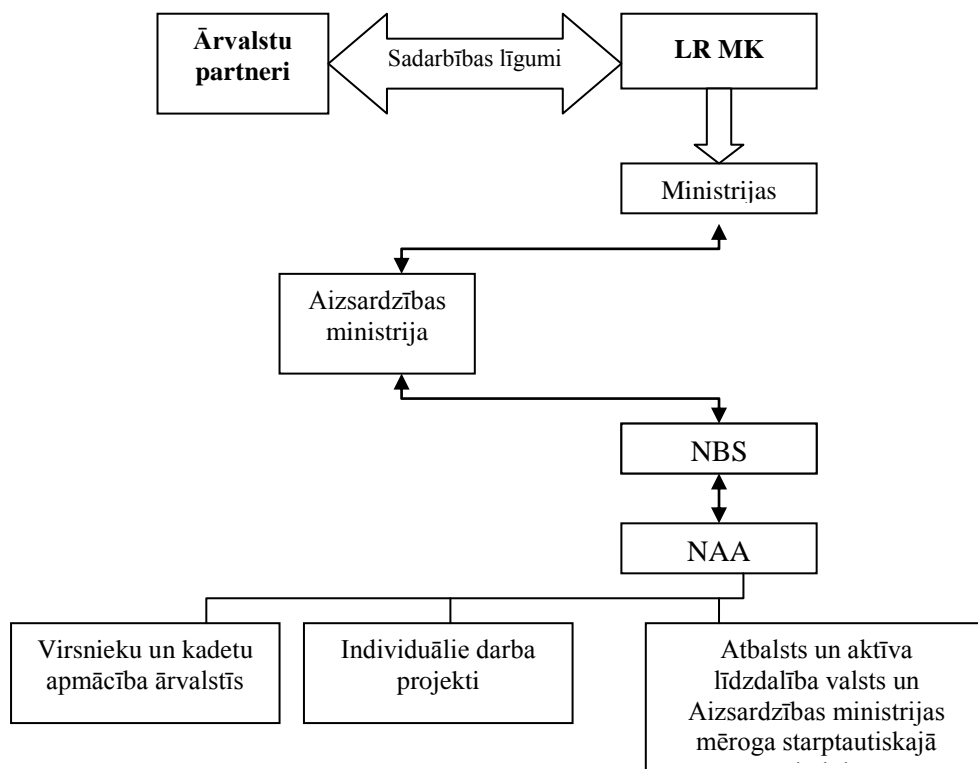 Ārvalstu
partneri
Sadarbības līgumi
LR MK
Ministrijas
Aizsardzības
ministrija
NBS
NAA
Virsnieku un kadetu
apmācība ārvalstīs
Individuālie darba
projekti
Atbalsts un aktīva
līdzdalība valsts un
Aizsardzības ministrijas
mēroga starptautiskajā